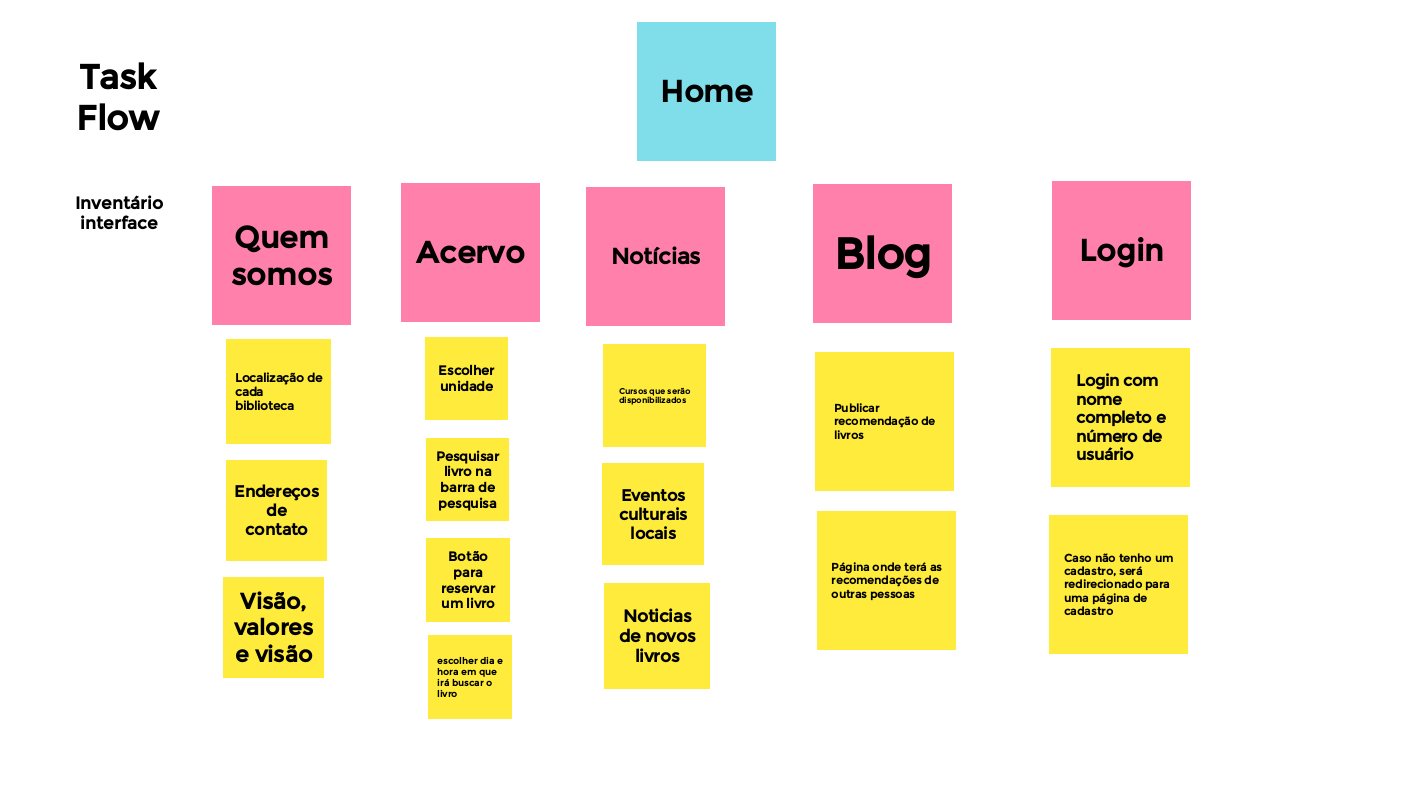 Task
Flow
Home
Inventário
interface
Quem
somos
Acervo
Notícias
Blog
Login
Localização de
cada
biblioteca
Endereços
de
contato
Visão,
valores
e visão
Escolher
unidade
Pesquisar
livro na
barra de
pesquisa
Botão
para
reservar
um livro
escolher dia e
hora em que
irá buscar o
livro
Cursos que serão
disponibilizados
Eventos
culturais
locais
Noticias
de novos
livros
Publicar
recomendação de
livros
Página onde terá as
recomendações de
outras pessoas
Login com
nome
completo e
número de
usuário
Caso não tenho um
cadastro, será
redirecionado para
uma página de
cadastro